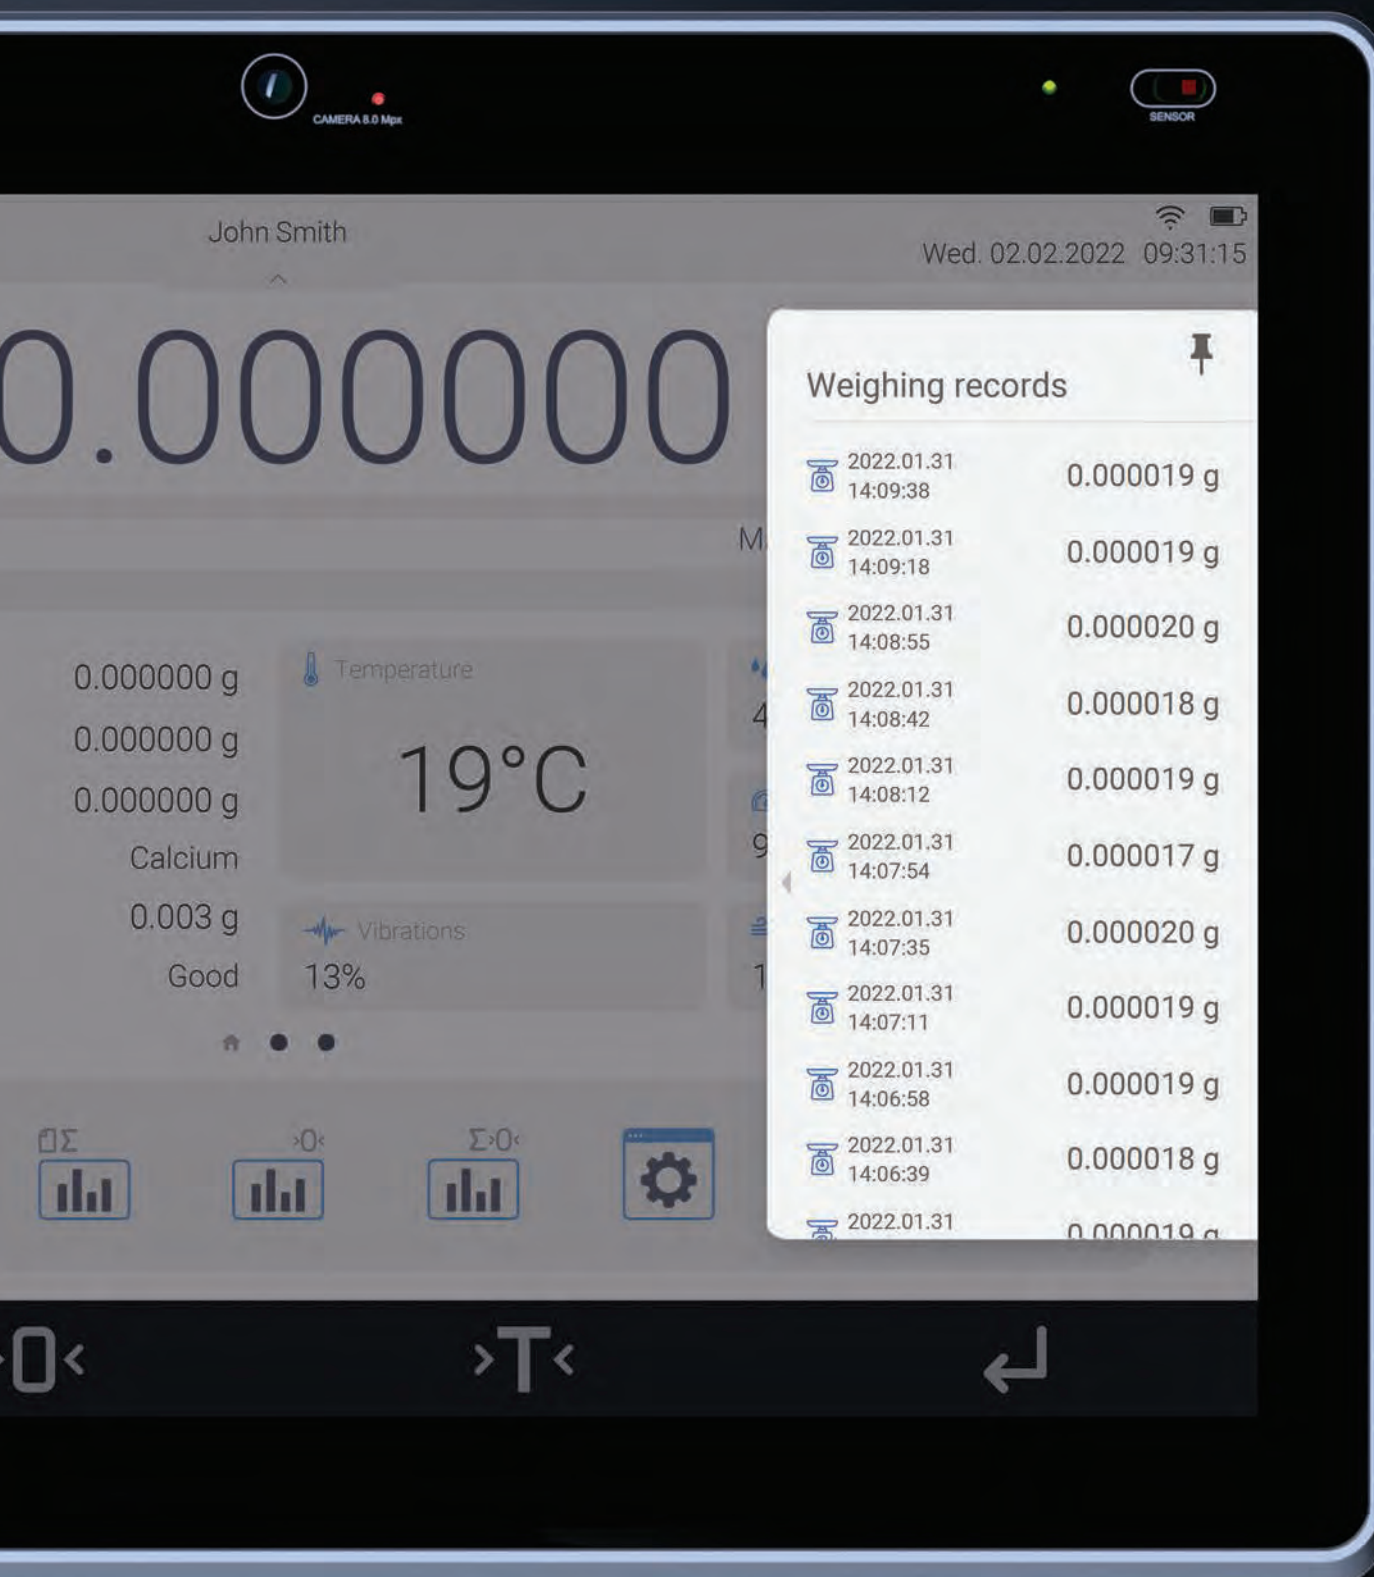 CAMERA 8.0 Mpx
SENSOR
John Smith
Wed. 02.02.2022 09:31:15
0.000000
Weighing records
2022.01.31
14:09:38
0.000019 g
2022.01.31
14:09:18
0.000019 g
2022.01.31
14:08:55
0.000020 g
2022.01.31
14:08:42
0.000018 g
2022.01.31
14:08:12
0.000019 g
2022.01.31
14:07:54
0.000017 g
2022.01.31
14:07:35
0.000020 g
2022.01.31
14:07:11
0.000019 g
2022.01.31
14:06:58
0.000019 g
2022.01.31
14:06:39
0.000018 g
2022.01.31
0.000019 g
0.000000 g
0.000000 g
0.000000 g
Calcium
0.003 g
Good
Temperature
19°C
Vibrations
13%
Σ
>0<
Σ>0<
0<
>T<